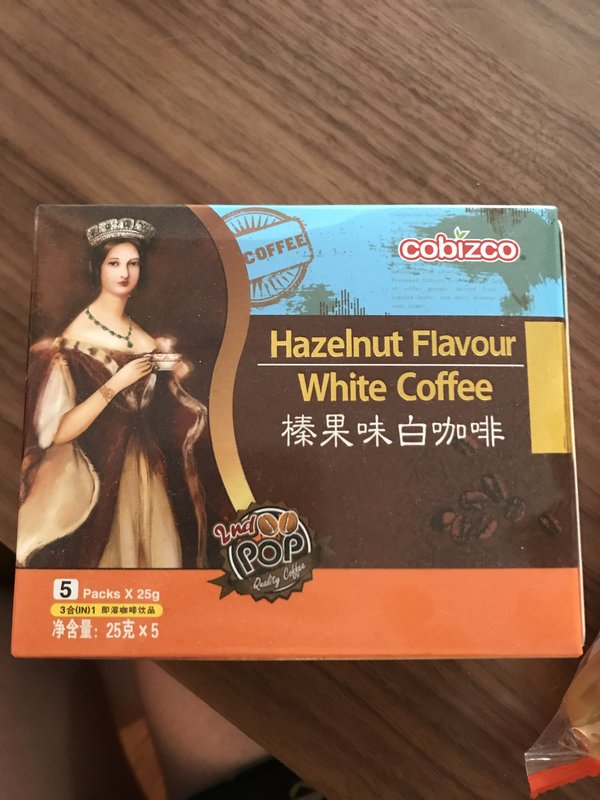 COFFEE
cobizco
Hazelnut Flavour
White Coffee
榛果味白咖啡
2nd
POP
Quality Coffee
5 Packs X 25g
3合(IN)1 即溶咖啡饮品
净含量: 25克 x 5